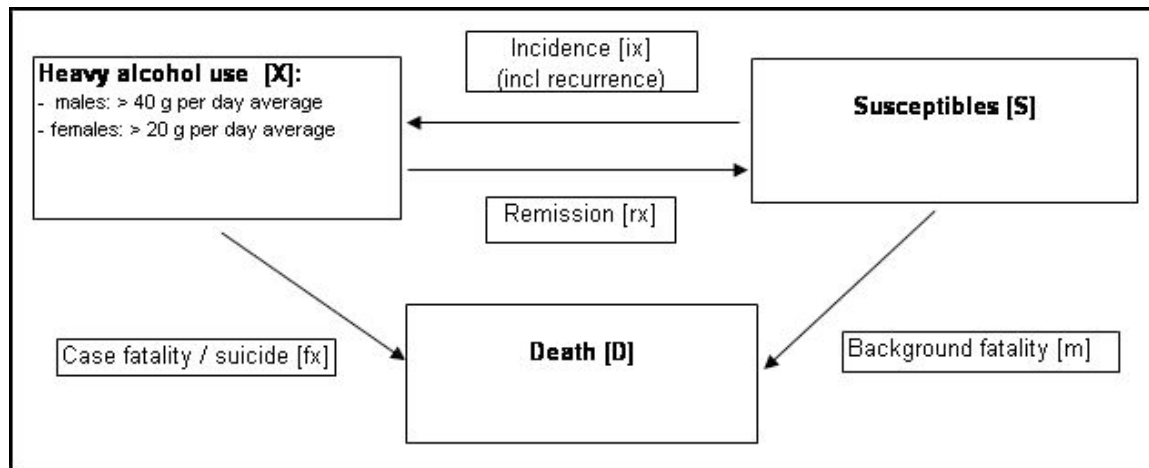 Incidence [ix]
(incl recurrence)
Heavy alcohol use [X]:
- males: > 40 g per day average
- females: > 20 g per day average
Susceptibles [S]
Remission [rx]
Case fatality / suicide [fx]
Death [D]
Background fatality [m]